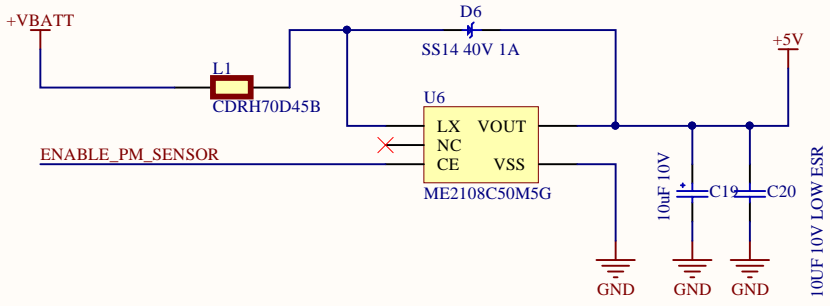 D6
+VBATT
SS14 40V 1A
+5V
L1
CDRH70D45B
U6
LX VOUT
NC
CE VSS
ENABLE_PM_SENSOR
ME2108C50M5G
10uF 10V
C19
C20
10UF 10V LOW ESR
GND
GND
GND